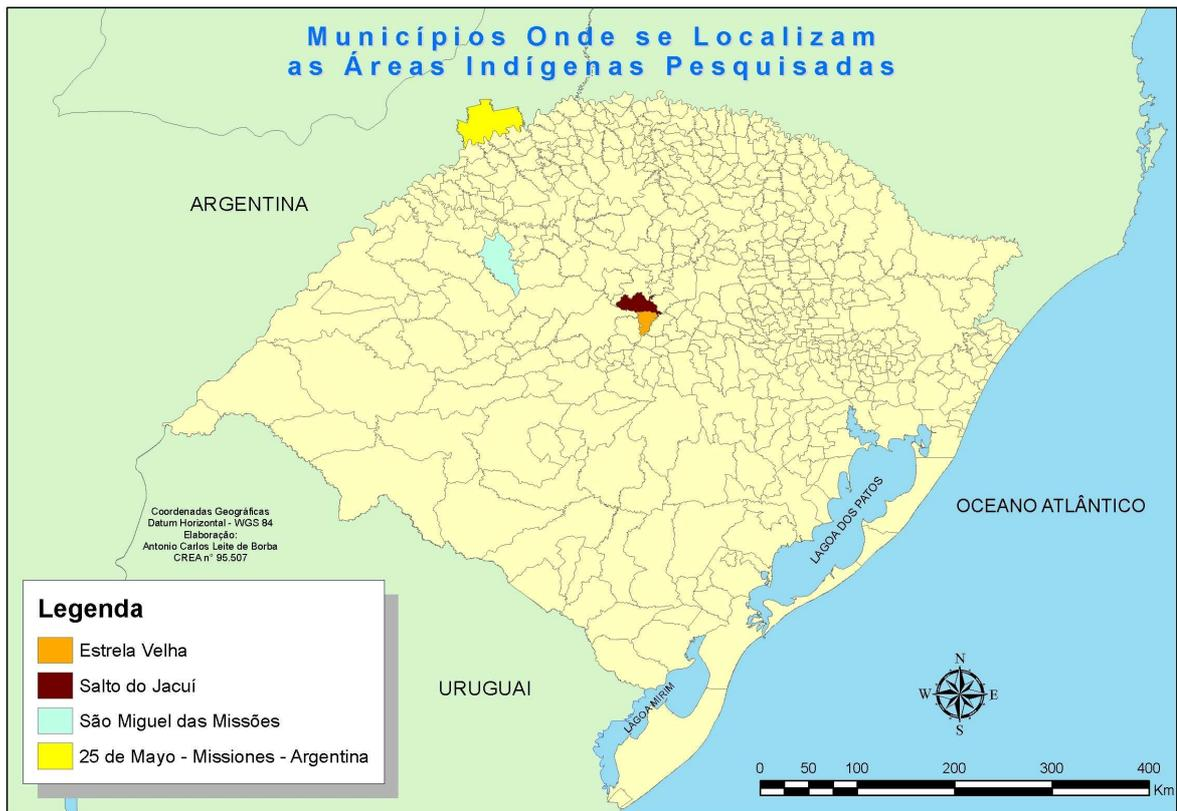 Municípios Onde se Localizam
as Áreas Indígenas Pesquisadas
ARGENTINA
OCEANO ATLÂNTICO
LAGOA DOS PATOS
Coordenadas Geográficas
Datum Horizontal - WGS 84
Elaboração:
Antonio Carlos Leite de Borba
CREA n° 95.507
Legenda
Estrela Velha
Salto do Jacuí
São Miguel das Missões
25 de Mayo - Missiones - Argentina
URUGUAI
LAGOA MIRIM
N
W
E
S
0 50 100 200 300 400
Km